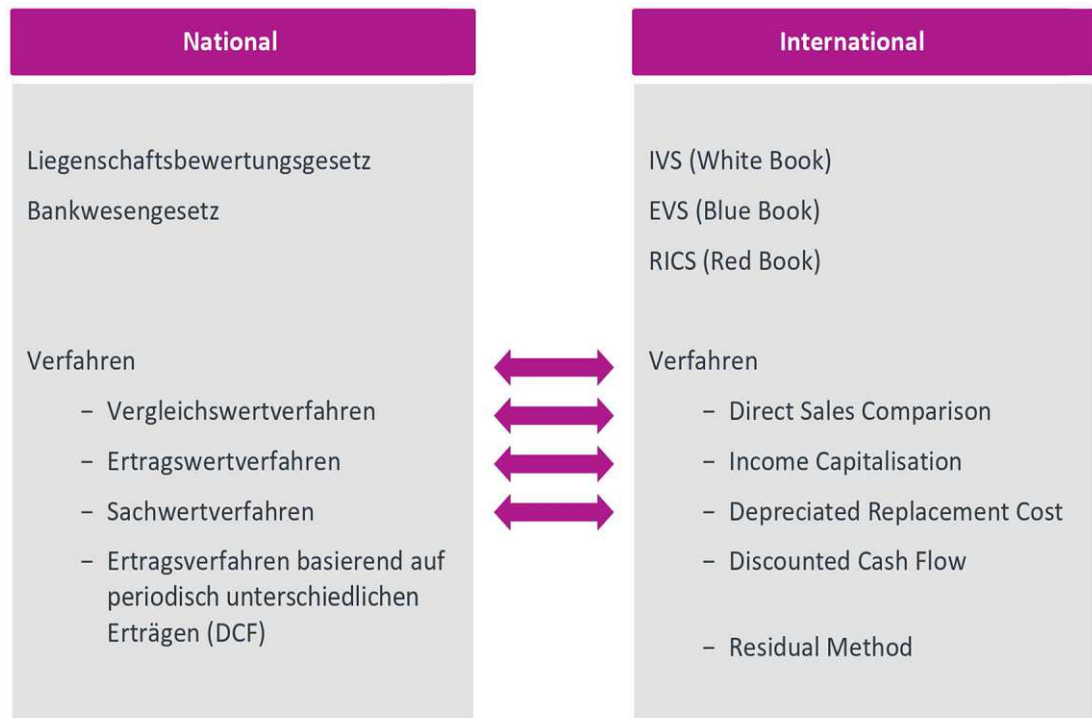 National
Liegenschaftsbewertungsgesetz
Bankwesengesetz
Verfahren
– Vergleichswertverfahren
– Ertragswertverfahren
– Sachwertverfahren
– Ertragsverfahren basierend auf
periodisch unterschiedlichen
Erträgen (DCF)
International
IVS (White Book)
EVS (Blue Book)
RICS (Red Book)
Verfahren
– Direct Sales Comparison
– Income Capitalisation
– Depreciated Replacement Cost
– Discounted Cash Flow
– Residual Method